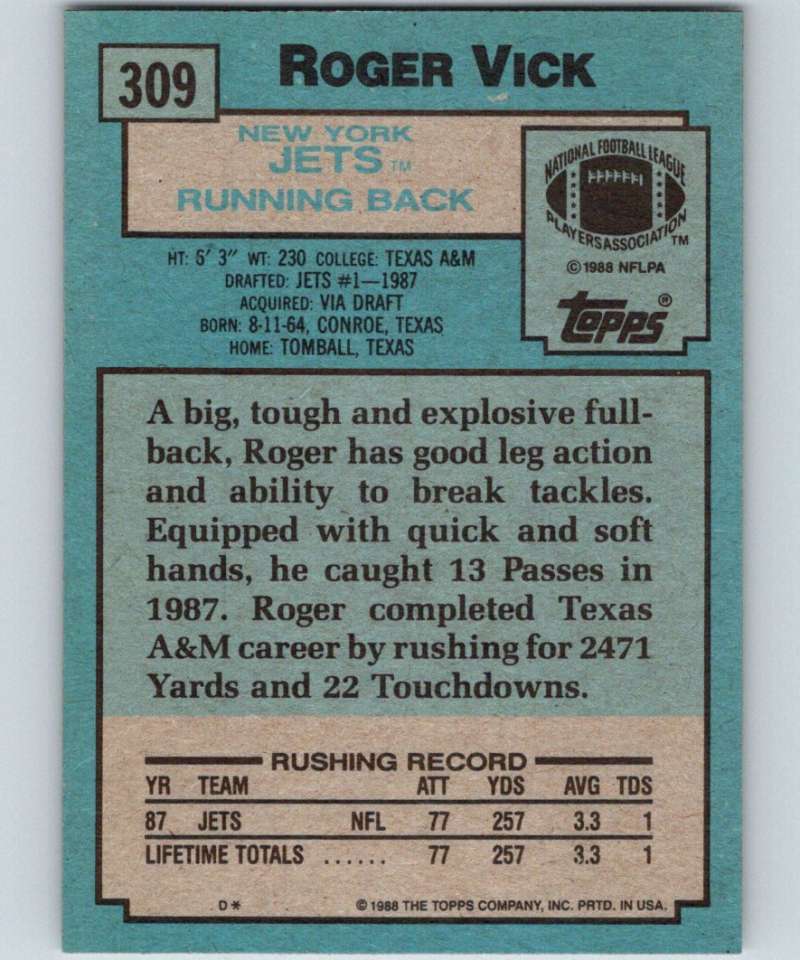 309
ROGER VICK
NEW YORK
JETS TM
RUNNING BACK
NATIONAL FOOTBALL LEAGUE
PLAYERS ASSOCIATION TM
© 1988 NFLPA
Topps®
HT: 6' 3" WT: 230 COLLEGE: TEXAS A&M
DRAFTED: JETS #1—1987
ACQUIRED: VIA DRAFT
BORN: 8-11-64, CONROE, TEXAS
HOME: TOMBALL, TEXAS
A big, tough and explosive full-
back, Roger has good leg action
and ability to break tackles.
Equipped with quick and soft
hands, he caught 13 Passes in
1987. Roger completed Texas
A&M career by rushing for 2471
Yards and 22 Touchdowns.
RUSHING RECORD
YR TEAM ATT YDS AVG TDS
87 JETS NFL 77 257 3.3 1
LIFETIME TOTALS ...... 77 257 3.3 1
D* © 1988 THE TOPPS COMPANY, INC. PRTD. IN USA.